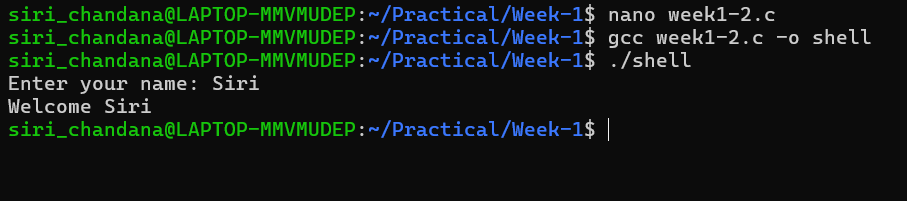 siri_chandana@LAPTOP-MMVMUDEP:~/Practical/Week-1$ nano week1-2.c
siri_chandana@LAPTOP-MMVMUDEP:~/Practical/Week-1$ gcc week1-2.c -o shell
siri_chandana@LAPTOP-MMVMUDEP:~/Practical/Week-1$ ./shell
Enter your name: Siri
Welcome Siri
siri_chandana@LAPTOP-MMVMUDEP:~/Practical/Week-1$